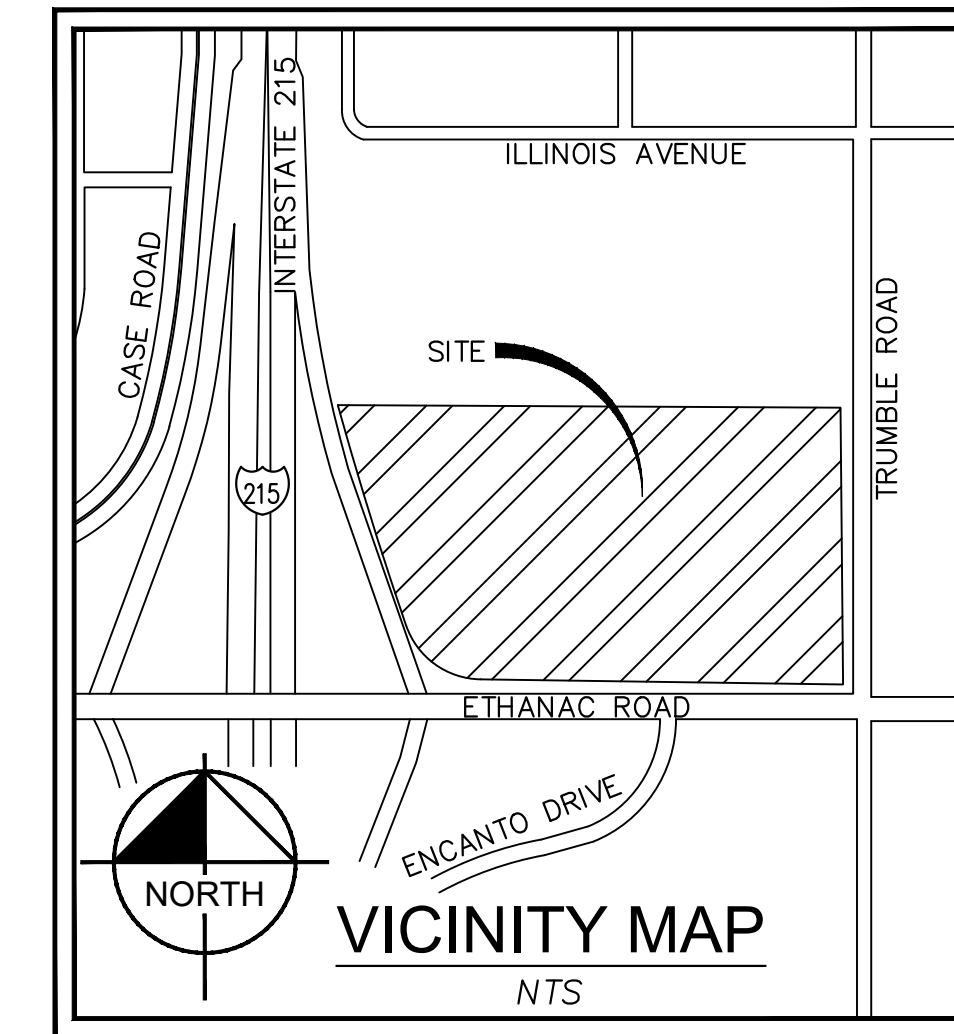 INTERSTATE 215
ILLINOIS AVENUE
CASE ROAD
TRUMBLE ROAD
SITE
215
ETHANAC ROAD
ENCANTO DRIVE
NORTH
VICINITY MAP
NTS